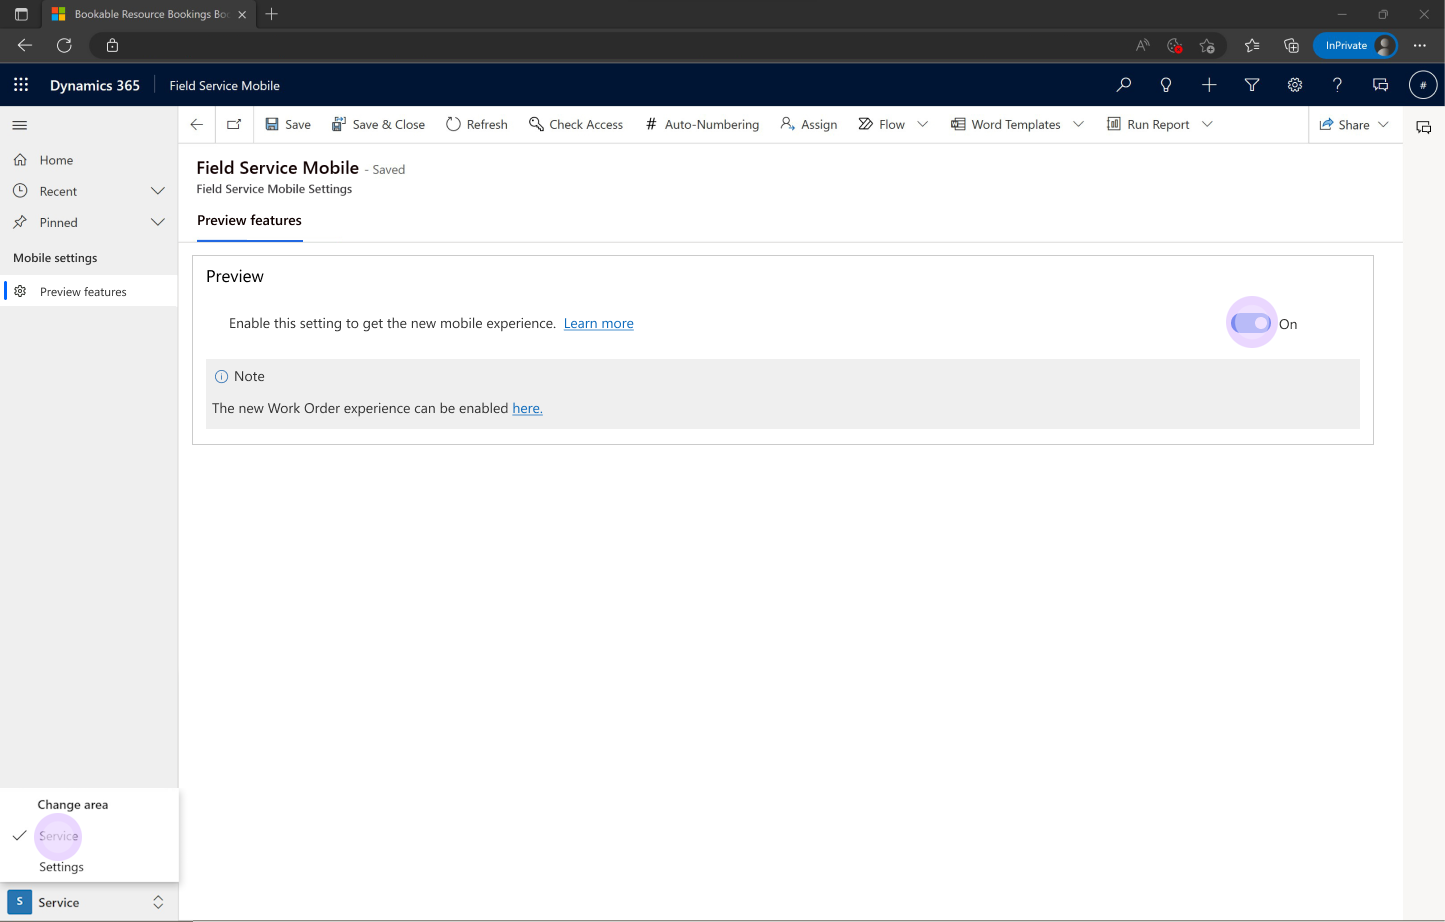 Bookable Resource Bookings Bo
InPrivate
Dynamics 365
Field Service Mobile
Save
Save & Close
Refresh
Check Access
# Auto-Numbering
Assign
Flow
Word Templates
Run Report
Share
Home
Recent
Pinned
Mobile settings
Preview features
Field Service Mobile - Saved
Field Service Mobile Settings
Preview features
Preview
Enable this setting to get the new mobile experience. Learn more
On
Note
The new Work Order experience can be enabled here.
Change area
Service
Settings
S Service